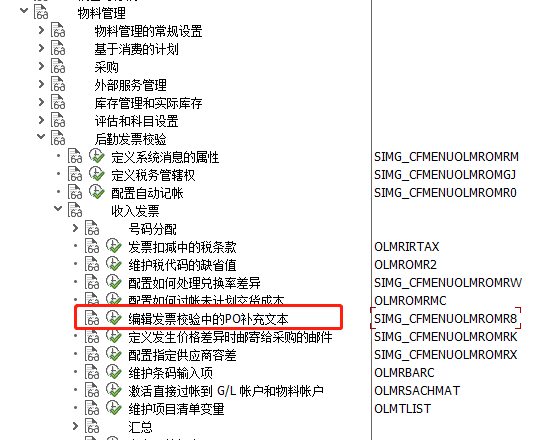 物料管理
物料管理的常规设置
基于消费的计划
采购
外部服务管理
库存管理和实际库存
评估和科目设置
后勤发票校验
定义系统消息的属性 SIMG_CFMENUOLMROMRM
定义税务管辖权 SIMG_CFMENUOLMROMGJ
配置自动记帐 SIMG_CFMENUOLMROMR0
收入发票
号码分配
发票扣减中的税条款 OLMRIRTAX
维护税代码的缺省值 OLMROMR2
配置如何处理兑换率差异 SIMG_CFMENUOLMROMRW
配置如何过帐未计划交货成本 OLMROMRMC
编辑发票校验中的PO补充文本 SIMG_CFMENUOLMROMR8
定义发生价格差异时邮寄给采购的邮件 SIMG_CFMENUOLMROMRK
配置指定供应商容差 SIMG_CFMENUOLMROMRX
维护条码输入项 OLMRBARC
激活直接过帐到 G/L 帐户和物料帐户 OLMRSACHMAT
维护项目清单变量 OLMTLIST
汇总